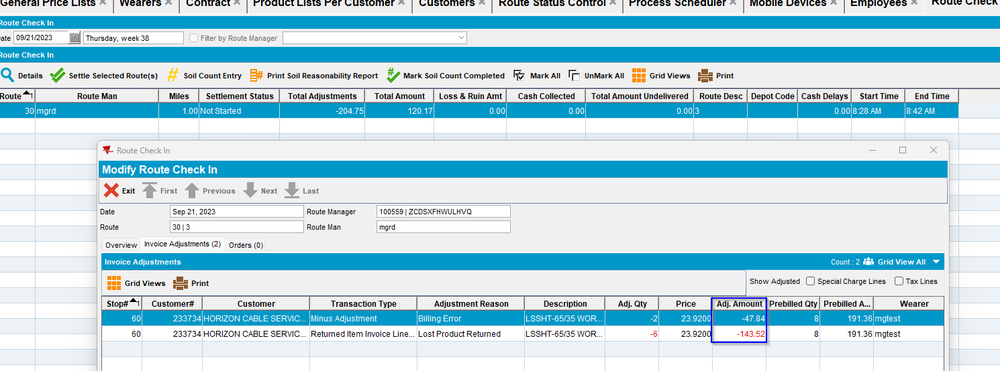 General Price Lists Wearers Contract Product Lists Per Customer Customers Route Status Control Process Scheduler Mobile Devices Employees Route Check
Route Check In
Date 09/21/2023 16 Thursday, week 38 Filter by Route Manager
Route Check In
Details Settle Selected Route(s) Soil Count Entry Print Soil Reasonability Report Mark Soil Count Completed Mark All UnMark All Grid Views Print
Route 1 Route Man Miles Settlement Status Total Adjustments Total Amount Loss & Ruin Amt Cash Collected Total Amount Undelivered Route Desc Depot Code Cash Delays Start Time End Time
30 mgrd 1.00 Not Started -204.75 120.17 0.00 0.00 0.00 3 0.00 8:28 AM 8:42 AM
Route Check In
Modify Route Check In
Exit First Previous Next Last
Date Sep 21, 2023 Route Manager 100559 | ZCDSXFHWULHVQ
Route 30 | 3 Route Man mgrd
Overview Invoice Adjustments (2) Orders (0)
Invoice Adjustments Count : 2 Grid View All
Grid Views Print Show Adjusted Special Charge Lines Tax Lines
Stop# 1 Customer# Customer Transaction Type Adjustment Reason Description Adj. Qty Price Adj. Amount Prebilled Qty Prebilled A... Wearer
60 233734 HORIZON CABLE SERVIC... Minus Adjustment Billing Error LSSHT-65/35 WOR... -2 23.9200 -47.84 8 191.36 mgtest
60 233734 HORIZON CABLE SERVIC... Returned Item Invoice Line... Lost Product Returned LSSHT-65/35 WOR... -6 23.9200 -143.52 8 191.36 mgtest